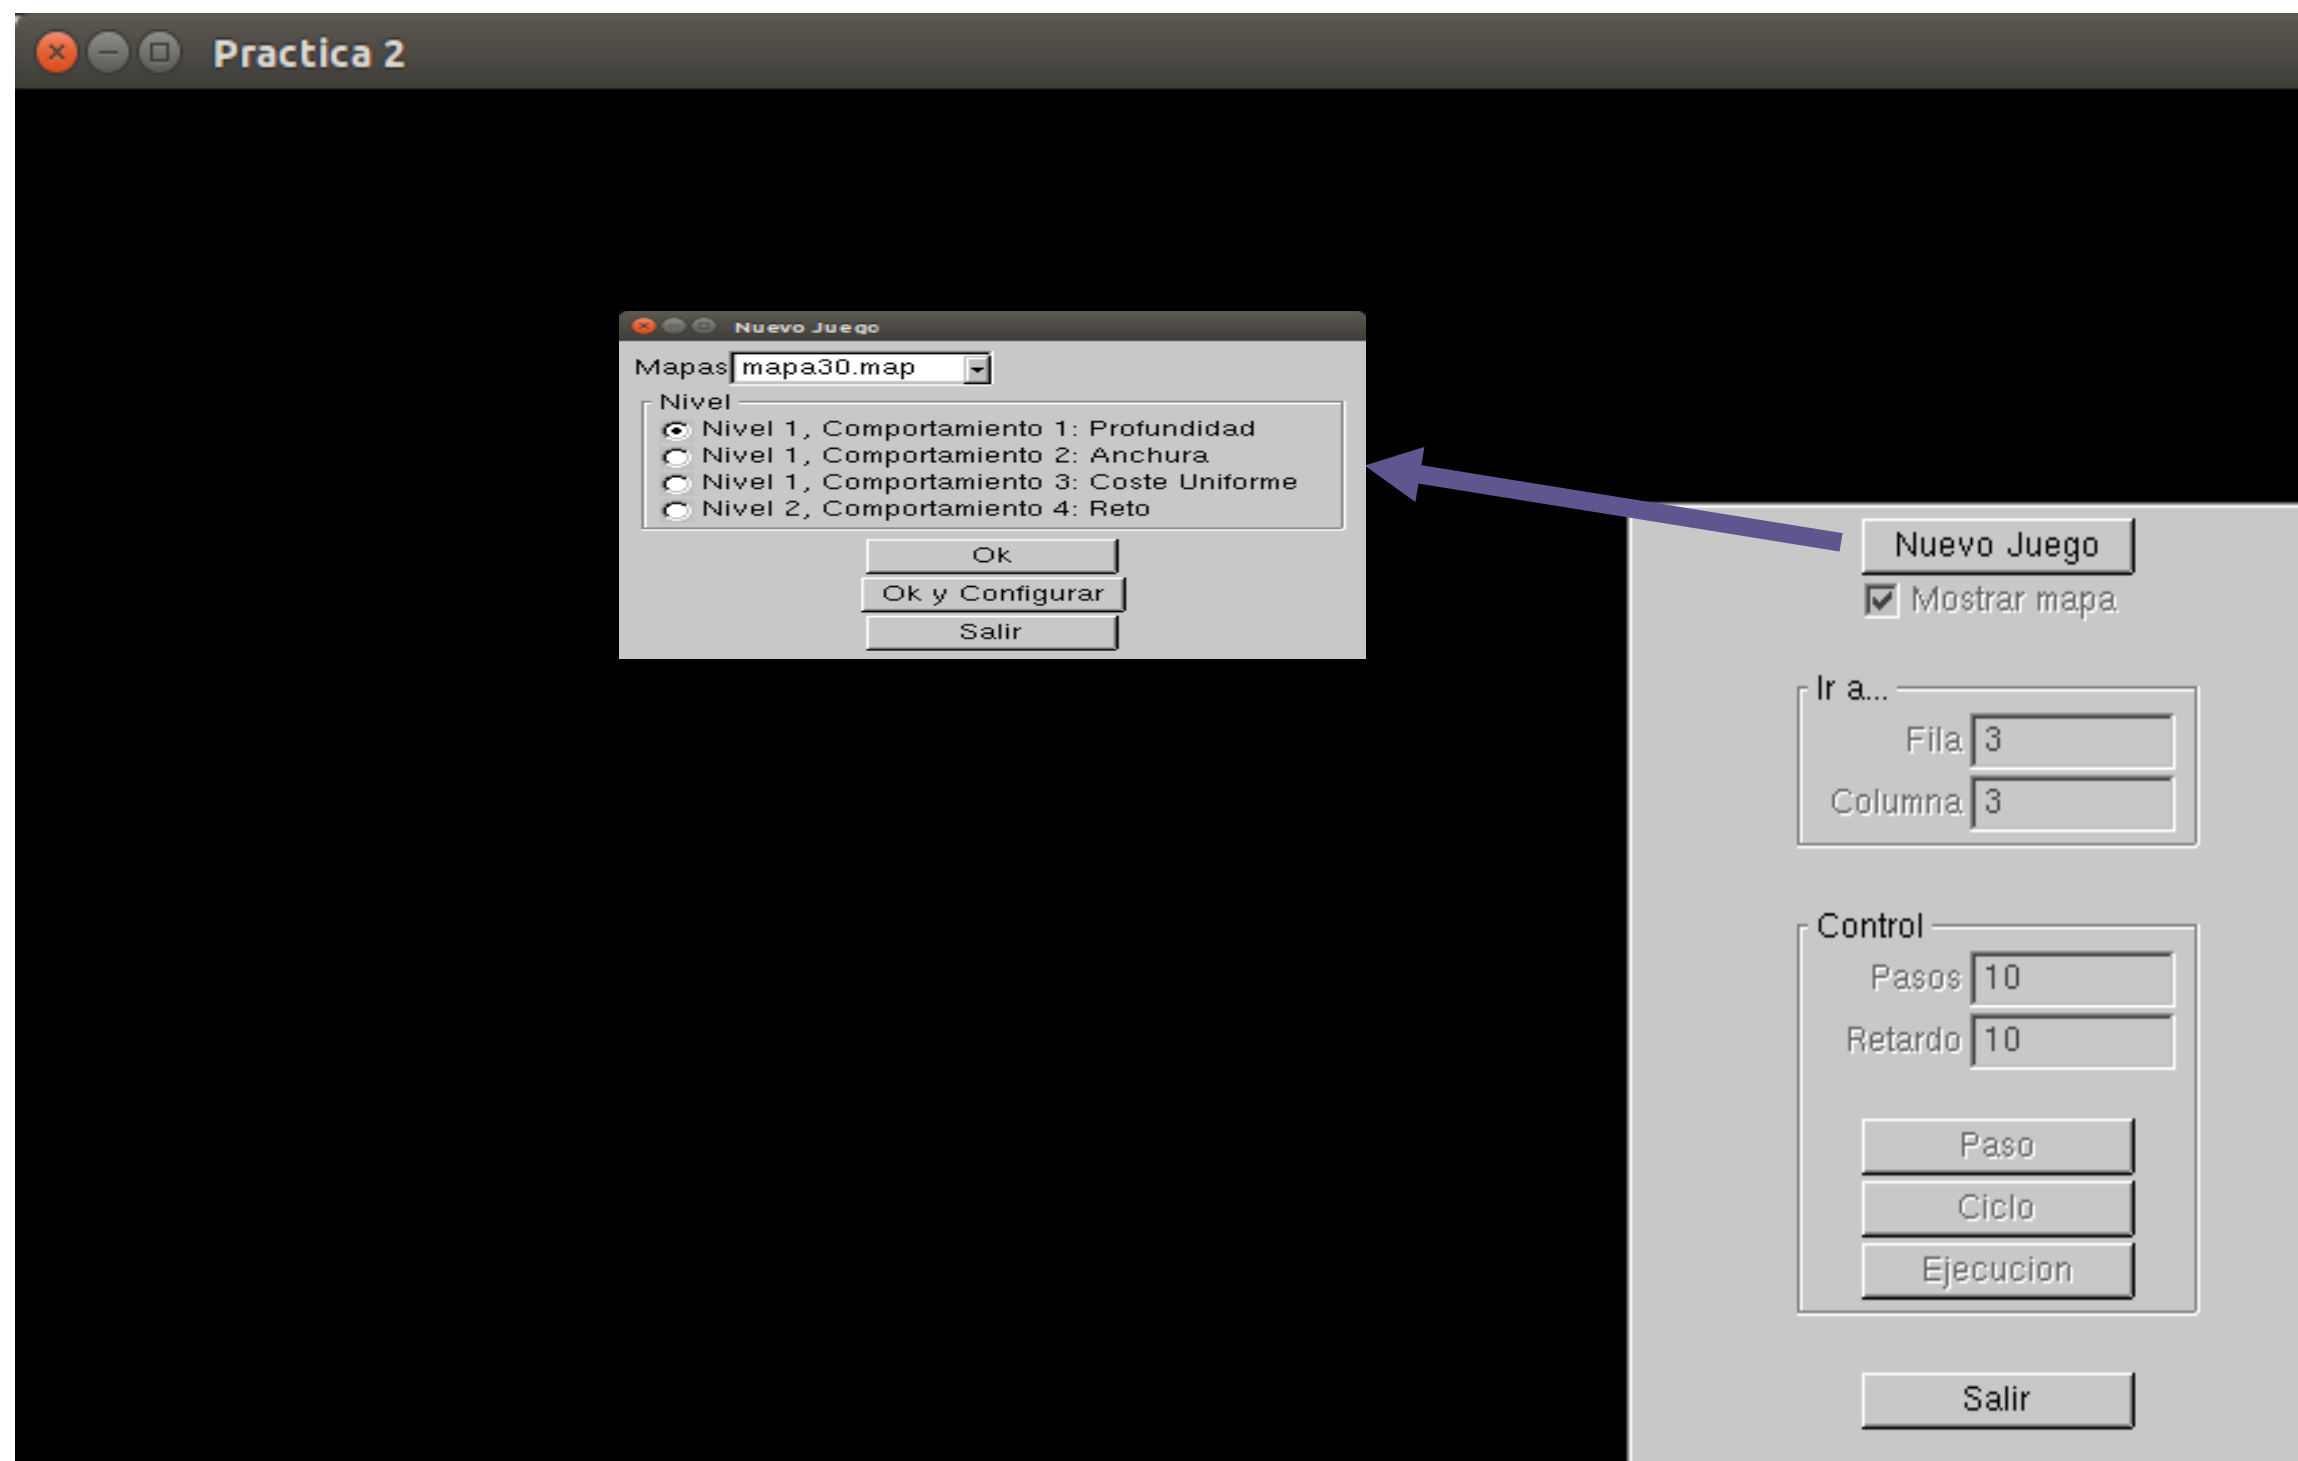 Practica 2
Nuevo Juego
Mapas mapa30.map
Nivel
Nivel 1, Comportamiento 1: Profundidad
Nivel 1, Comportamiento 2: Anchura
Nivel 1, Comportamiento 3: Coste Uniforme
Nivel 2, Comportamiento 4: Reto
Ok
Ok y Configurar
Salir
Nuevo Juego
Mostrar mapa
Ir a...
Fila 3
Columna 3
Control
Pasos 10
Retardo 10
Paso
Ciclo
Ejecucion
Salir